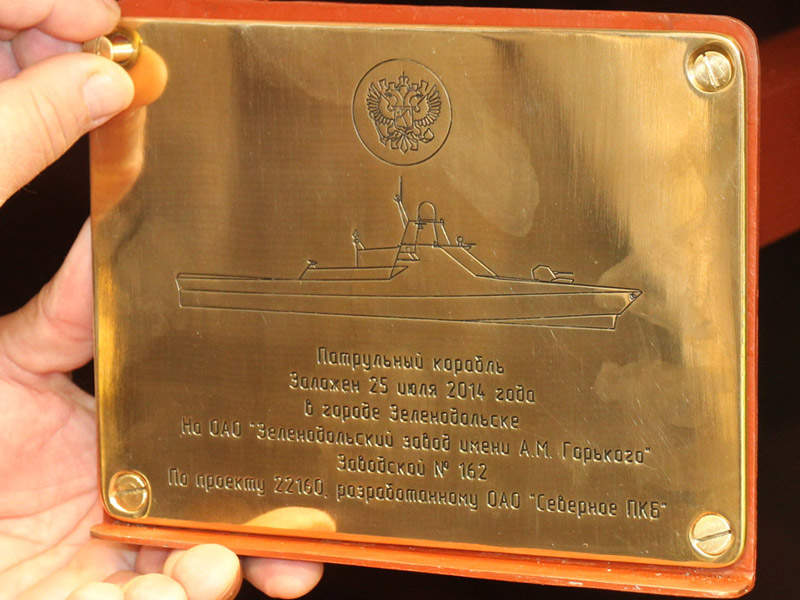 Патрульный корабль
Заложен 25 июля 2014 года
в городе Зеленодольске
На ОАО "Зеленодольский завод имени А.М. Горького"
Заводской № 162
По проекту 22160, разработанному ОАО "Северное ПКБ"